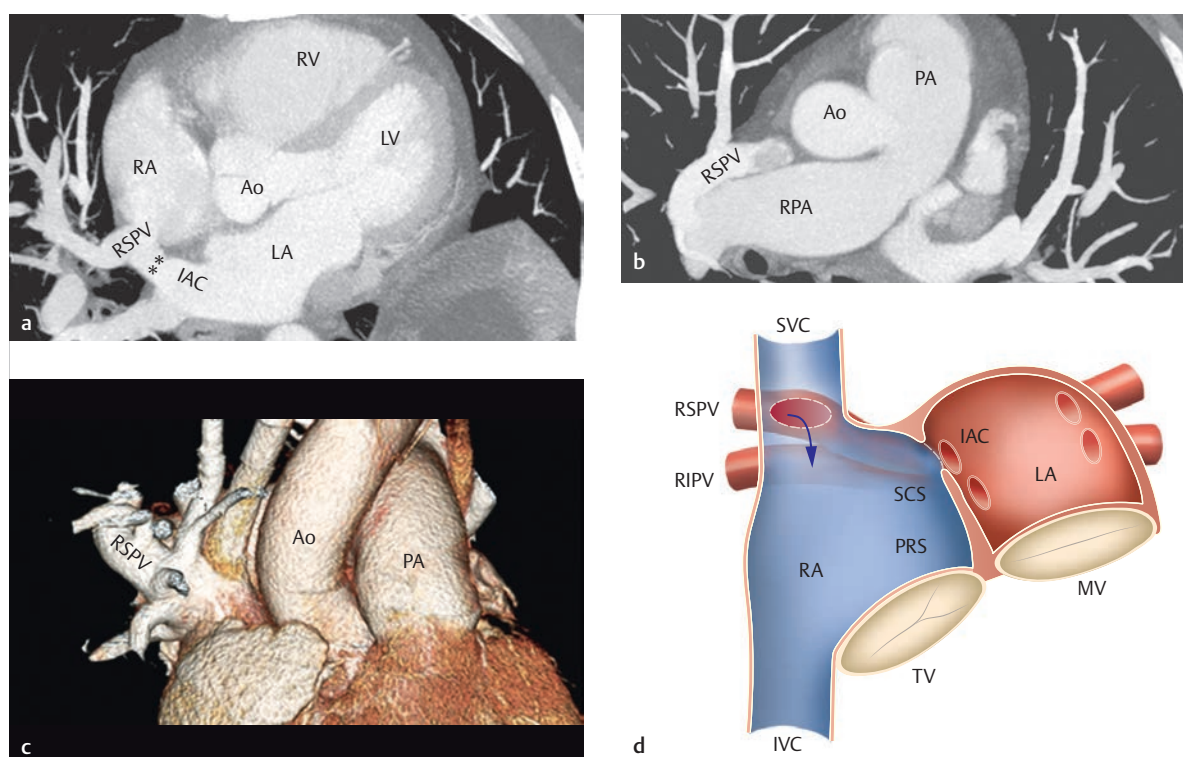 RV
LV
RA
Ao
RSPV
LA
**
IAC
a
PA
Ao
RSPV
RPA
b
RSPV
Ao
PA
c
SVC
RSPV
IAC
RIPV
LA
SCS
PRS
RA
MV
TV
IVC
d